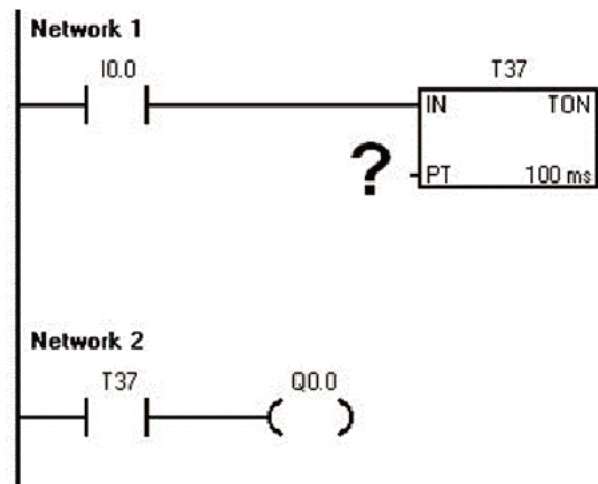 Network 1
I0.0
T37
IN TON
?
PT 100 ms
Network 2
T37 Q0.0